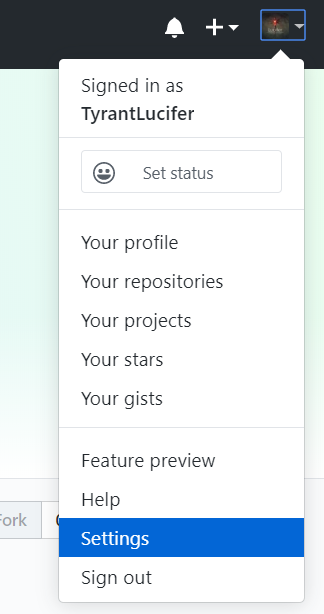 Signed in as
TyrantLucifer
Set status
Your profile
Your repositories
Your projects
Your stars
Your gists
Feature preview
Help
Fork
Settings
Sign out